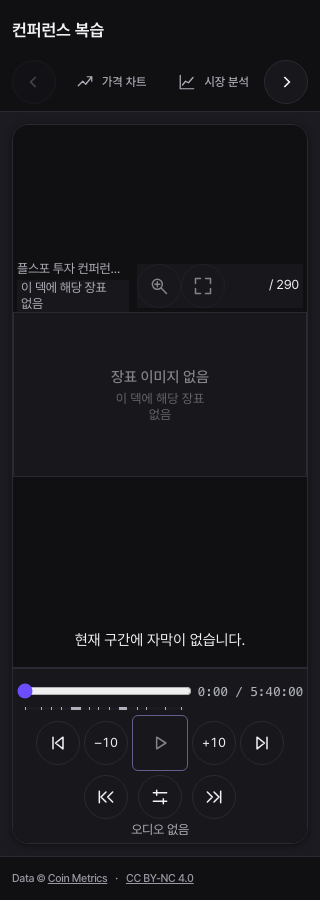 컨퍼런스 복습
가격 차트
시장 분석
플스포 투자 컨퍼런…
이 덱에 해당 장표
없음
/ 290
장표 이미지 없음
이 덱에 해당 장표
없음
현재 구간에 자막이 없습니다.
0:00 / 5:40:00
−10
+10
오디오 없음
Data © Coin Metrics · CC BY-NC 4.0